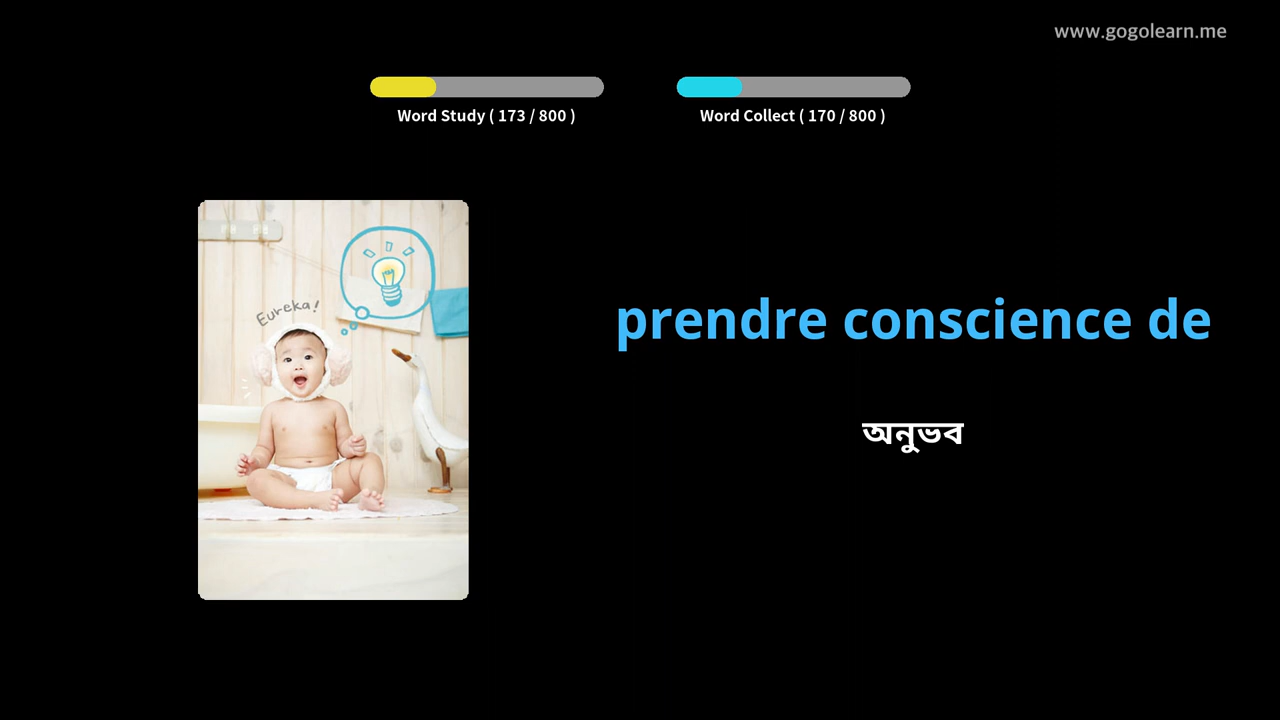 www.gogolearn.me
Word Study ( 173 / 800 )
Word Collect ( 170 / 800 )
Eureka!
prendre conscience de
অনুভব